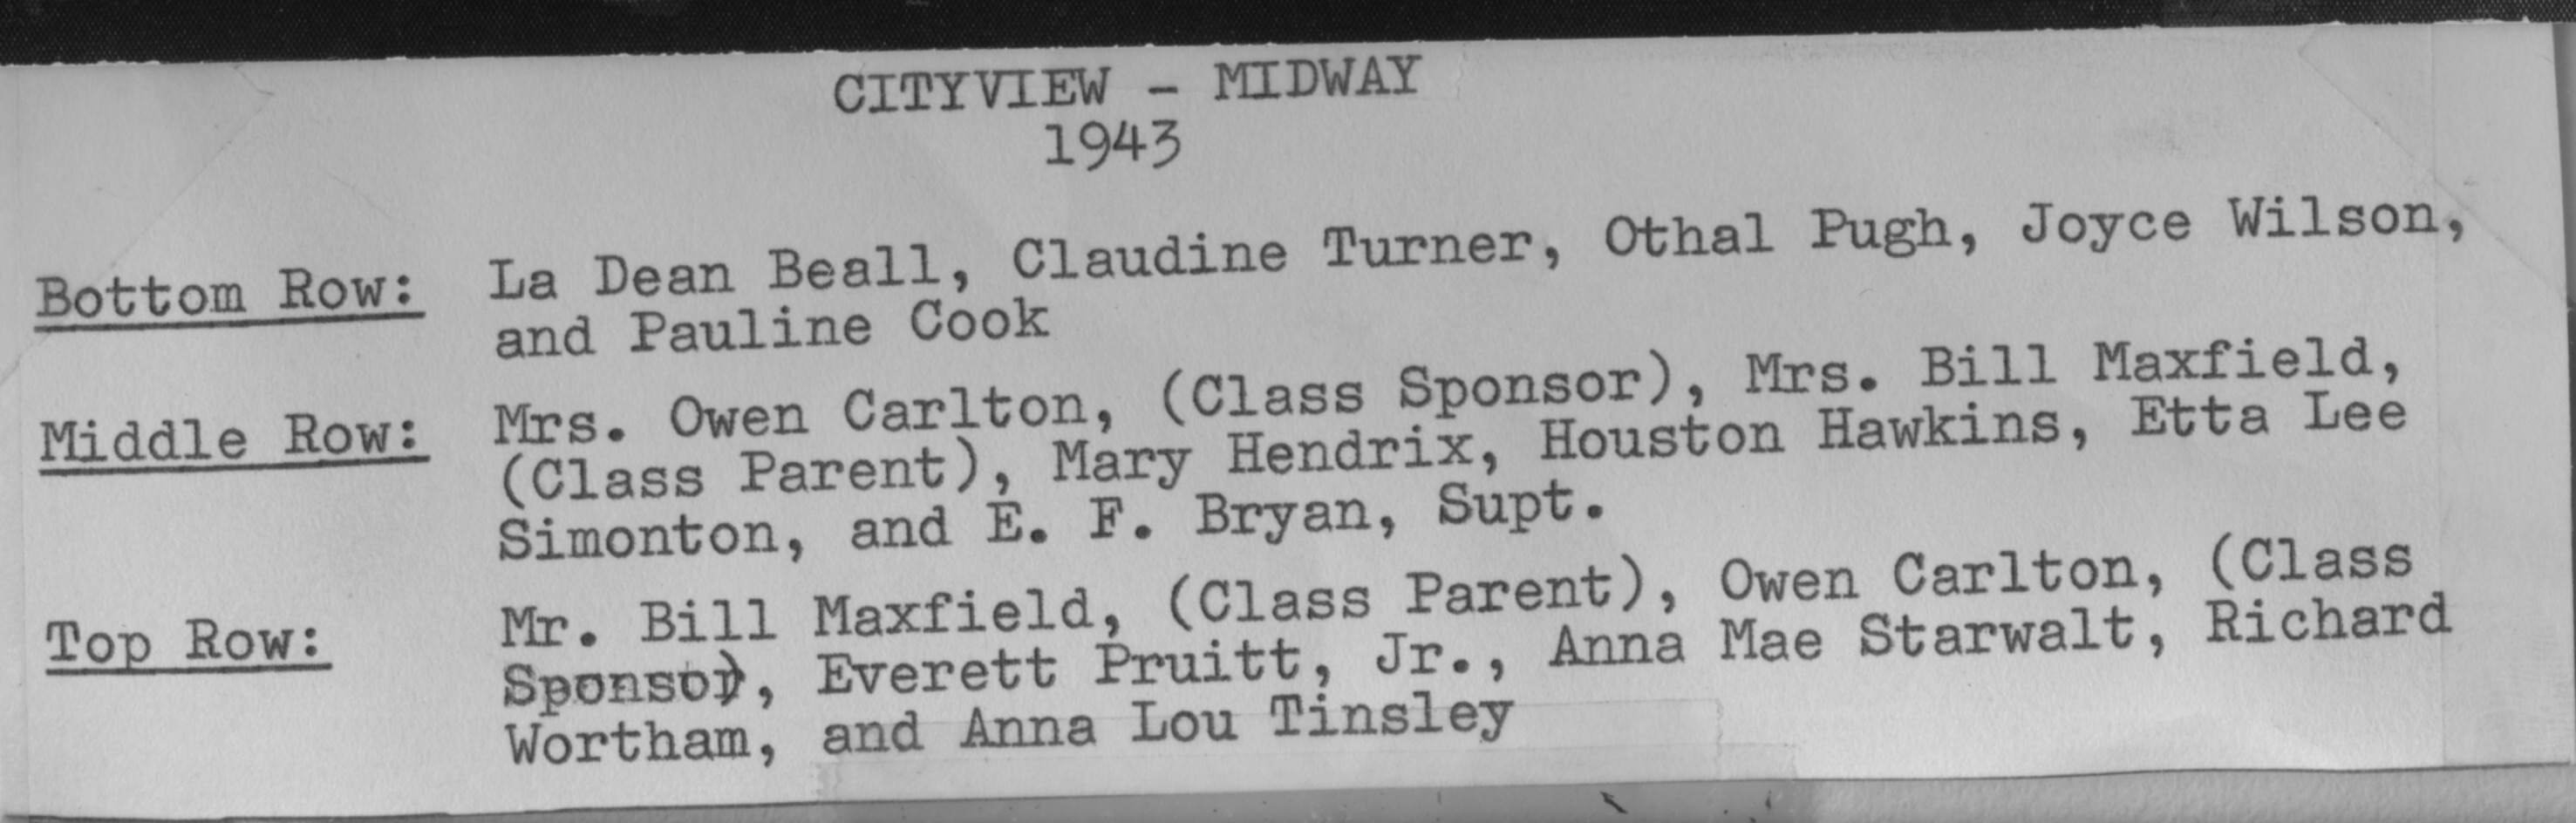 CITYVIEW - MIDWAY
1943
Bottom Row: La Dean Beall, Claudine Turner, Othal Pugh, Joyce Wilson,
and Pauline Cook
Middle Row: Mrs. Owen Carlton, (Class Sponsor), Mrs. Bill Maxfield,
(Class Parent), Mary Hendrix, Houston Hawkins, Etta Lee
Simonton, and E. F. Bryan, Supt.
Top Row: Mr. Bill Maxfield, (Class Parent), Owen Carlton, (Class
Sponsor), Everett Pruitt, Jr., Anna Mae Starwalt, Richard
Wortham, and Anna Lou Tinsley